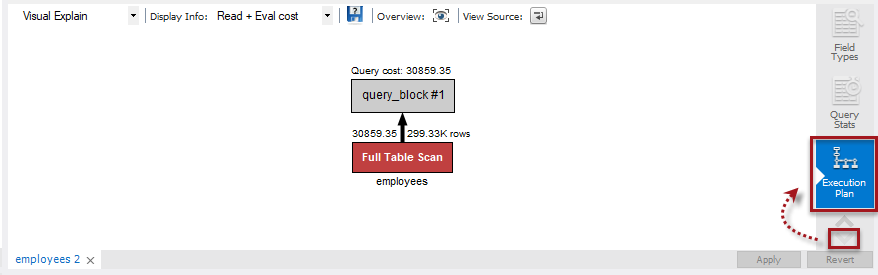 Visual Explain
Display Info:
Read + Eval cost
Overview:
View Source:
Field
Types
Query cost: 30859.35
query_block #1
Query
Stats
30859.35
299.33K rows
Full Table Scan
employees
Execution
Plan
employees 2
Apply
Revert